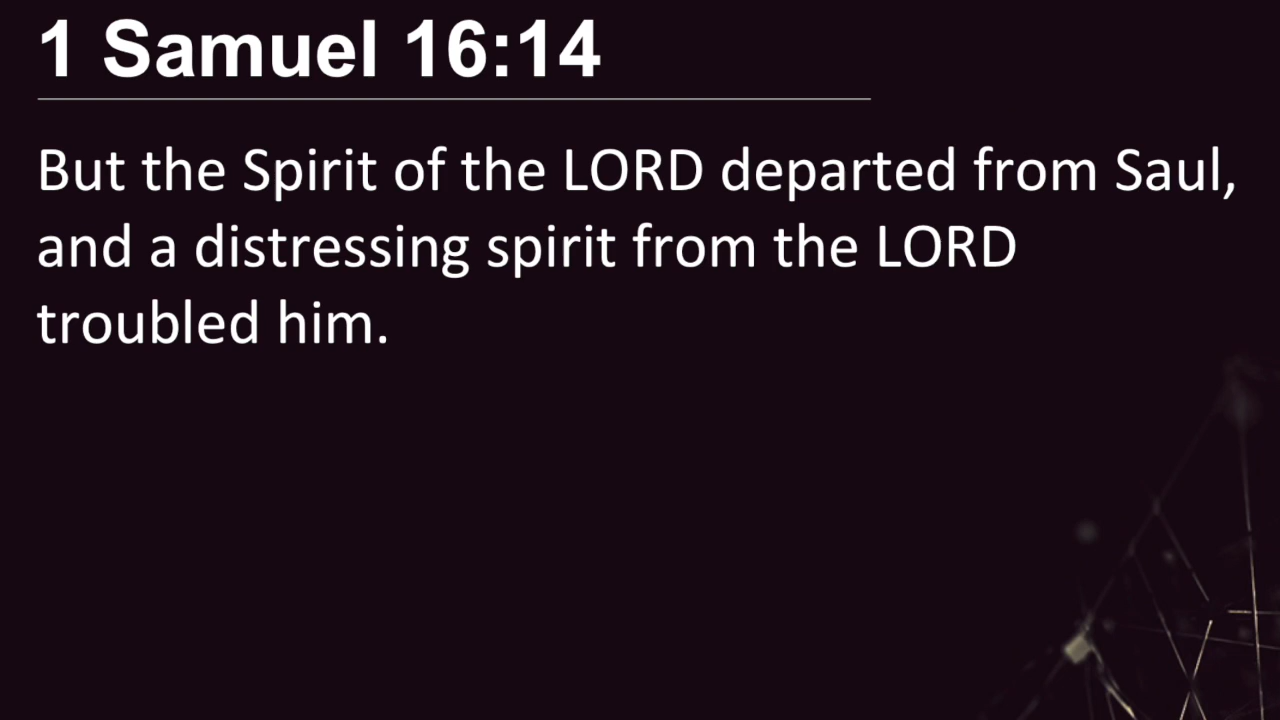 1 Samuel 16:14
But the Spirit of the LORD departed from Saul,
and a distressing spirit from the LORD
troubled him.